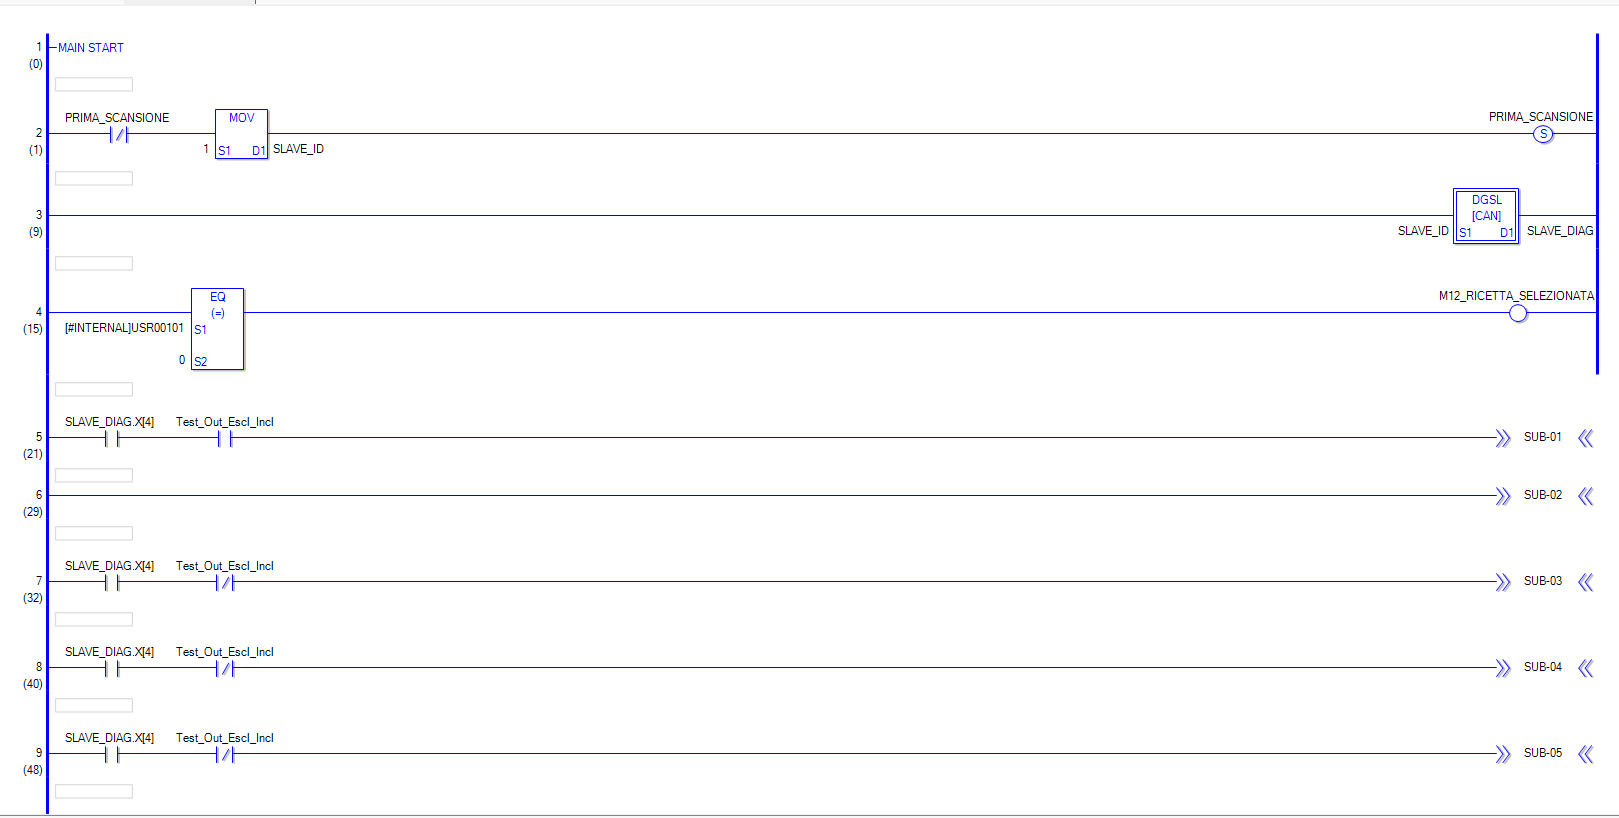 1 MAIN START
(0)
PRIMA_SCANSIONE MOV PRIMA_SCANSIONE
2 S
(1) 1 S1 D1 SLAVE_ID
DGSL
3 [CAN]
(9) SLAVE_ID S1 D1 SLAVE_DIAG
EQ M12_RICETTA_SELEZIONATA
4 (=)
(15) [#INTERNAL]USR00101 S1
0 S2
SLAVE_DIAG.X[4] Test_Out_Escl_Incl
5 SUB-01
(21)
6 SUB-02
(29)
SLAVE_DIAG.X[4] Test_Out_Escl_Incl
7 SUB-03
(32)
SLAVE_DIAG.X[4] Test_Out_Escl_Incl
8 SUB-04
(40)
SLAVE_DIAG.X[4] Test_Out_Escl_Incl
9 SUB-05
(48)